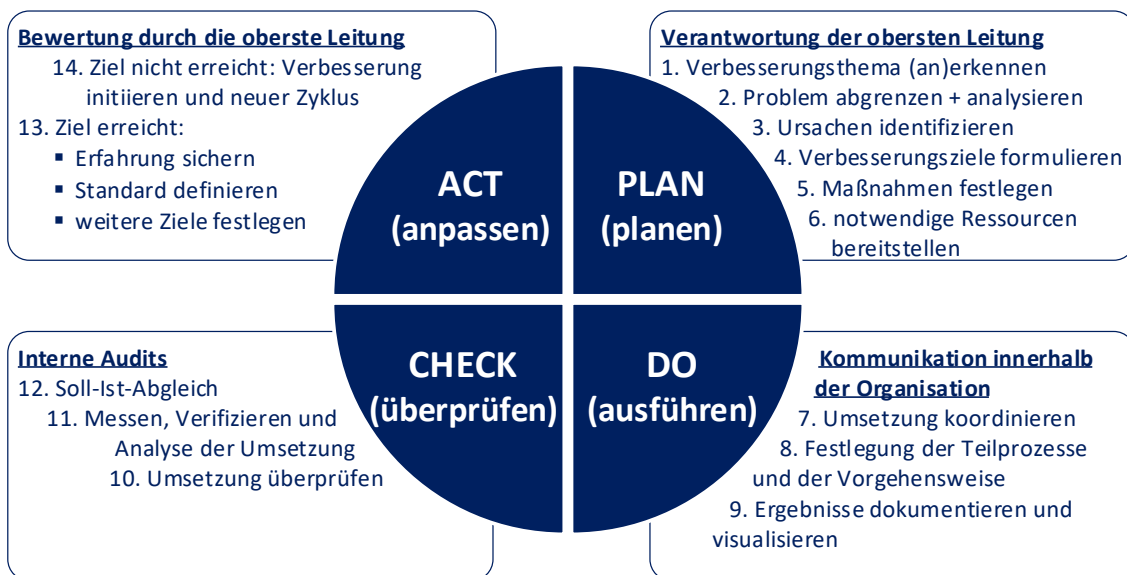 Bewertung durch die oberste Leitung
14. Ziel nicht erreicht: Verbesserung
initiieren und neuer Zyklus
13. Ziel erreicht:
▪ Erfahrung sichern
▪ Standard definieren
▪ weitere Ziele festlegen
ACT
(anpassen)
Verantwortung der obersten Leitung
1. Verbesserungsthema (an)erkennen
2. Problem abgrenzen + analysieren
3. Ursachen identifizieren
4. Verbesserungsziele formulieren
5. Maßnahmen festlegen
6. notwendige Ressourcen
bereitstellen
PLAN
(planen)
Interne Audits
12. Soll-Ist-Abgleich
11. Messen, Verifizieren und
Analyse der Umsetzung
10. Umsetzung überprüfen
CHECK
(überprüfen)
DO
(ausführen)
Kommunikation innerhalb
der Organisation
7. Umsetzung koordinieren
8. Festlegung der Teilprozesse
und der Vorgehensweise
9. Ergebnisse dokumentieren und
visualisieren